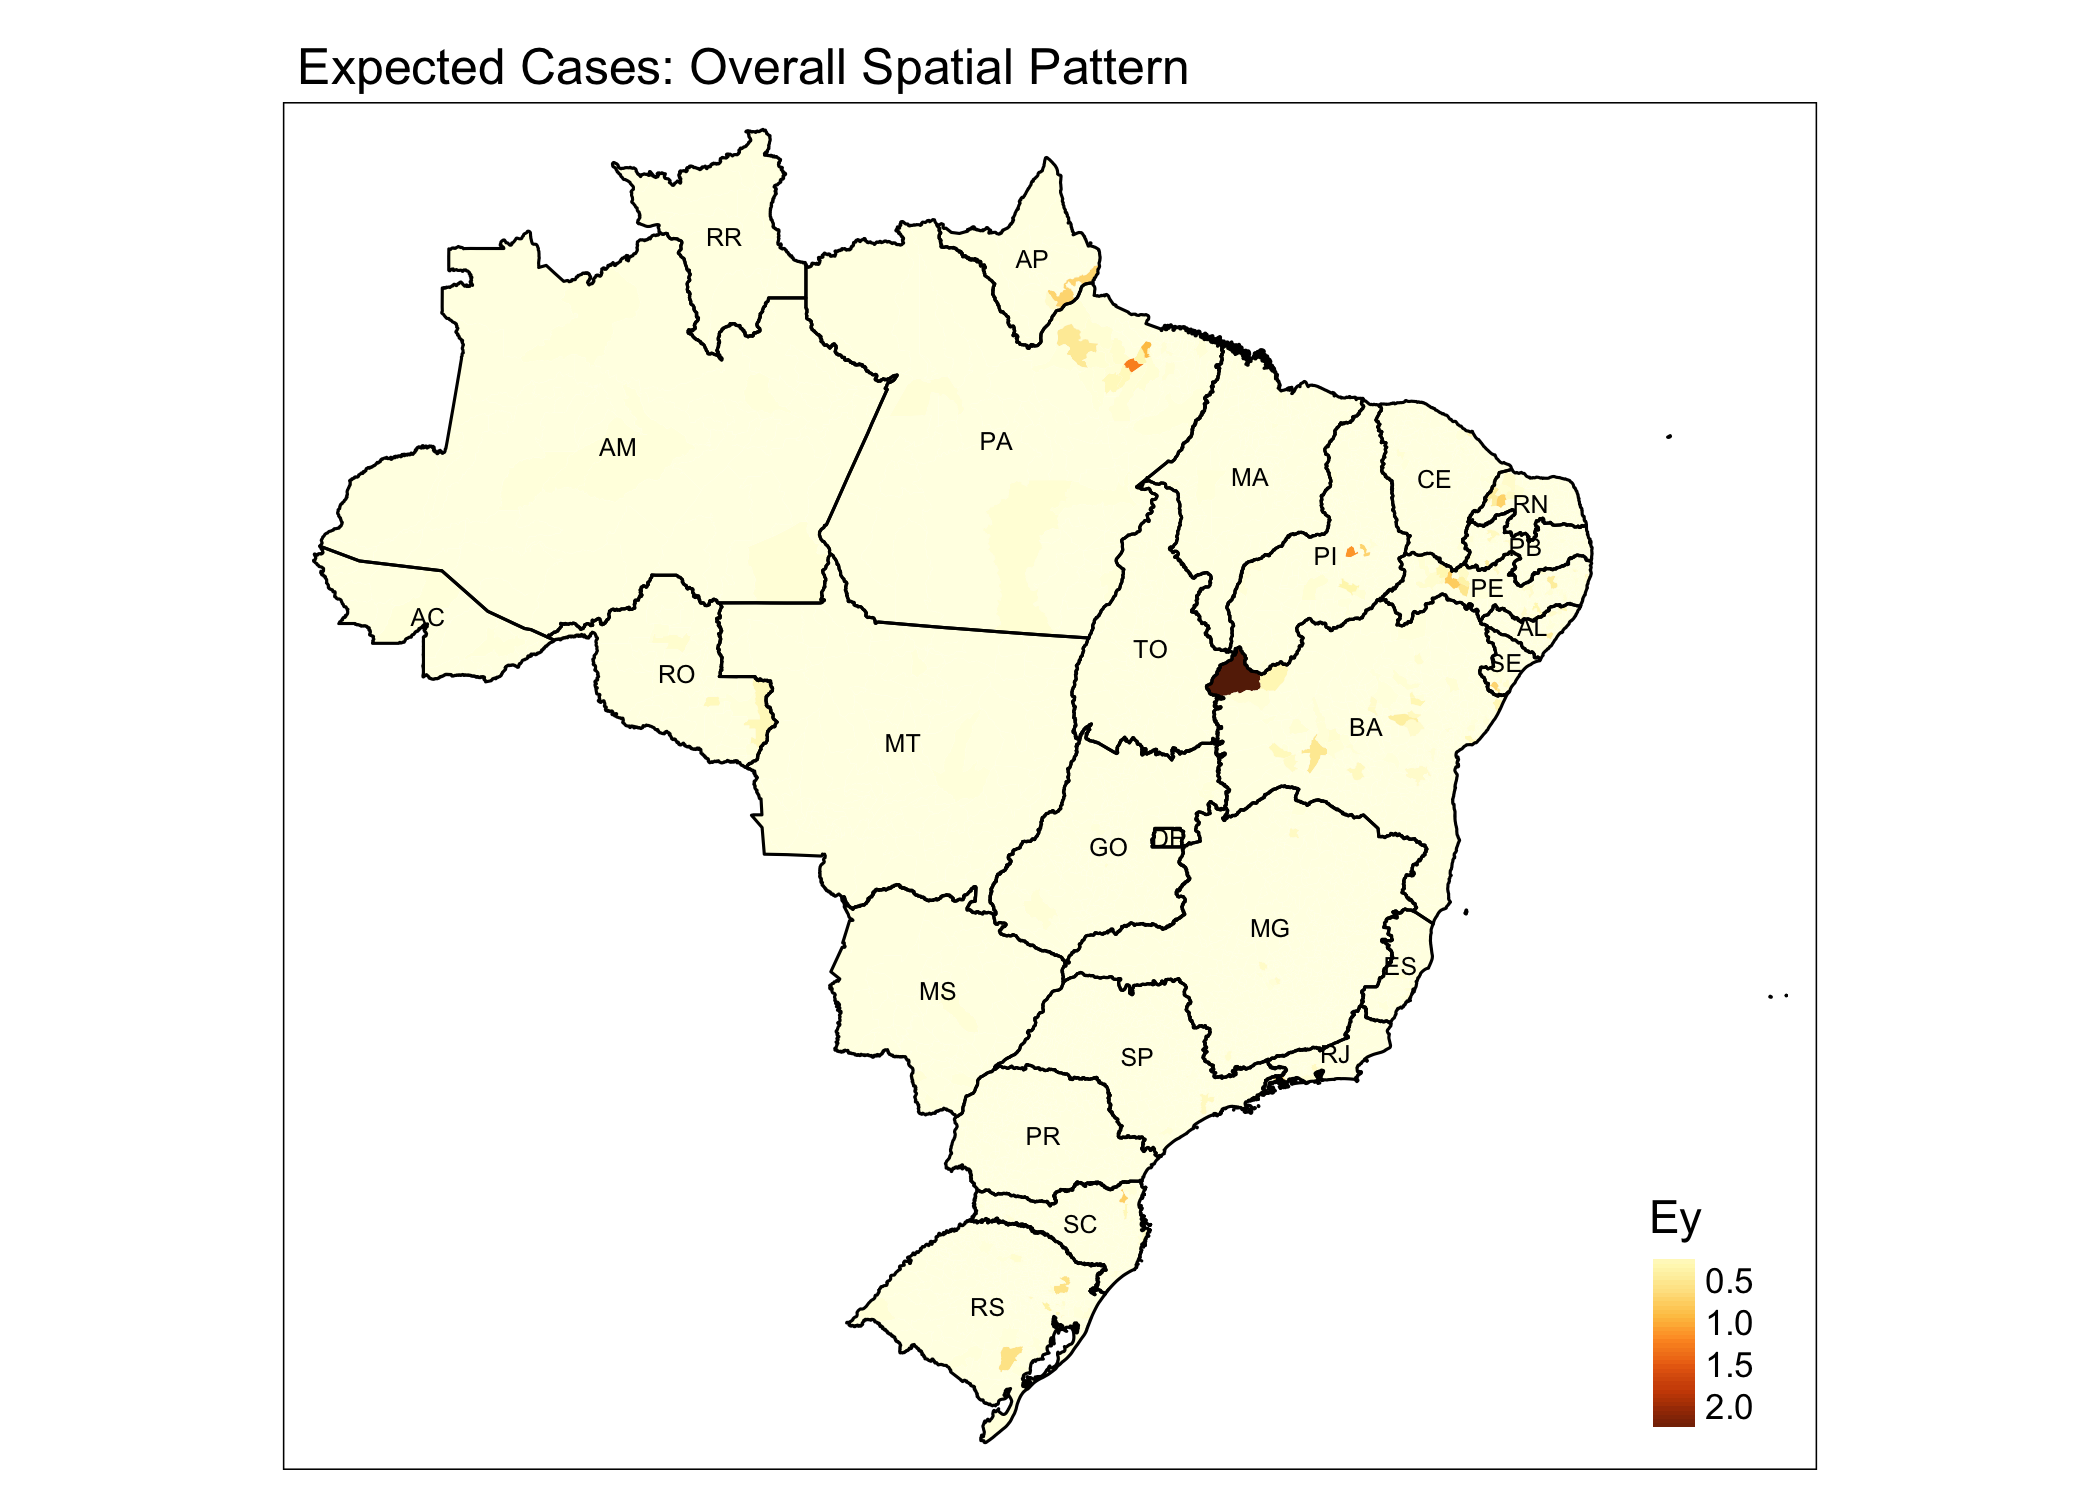 Expected Cases: Overall Spatial Pattern
RR
AP
AM
PA
MA
CE
RN
PB
PI
PE
AC
AL
TO
SE
RO
BA
MT
DF
GO
MG
ES
MS
RJ
SP
PR
SC
RS
Ey
0.5
1.0
1.5
2.0